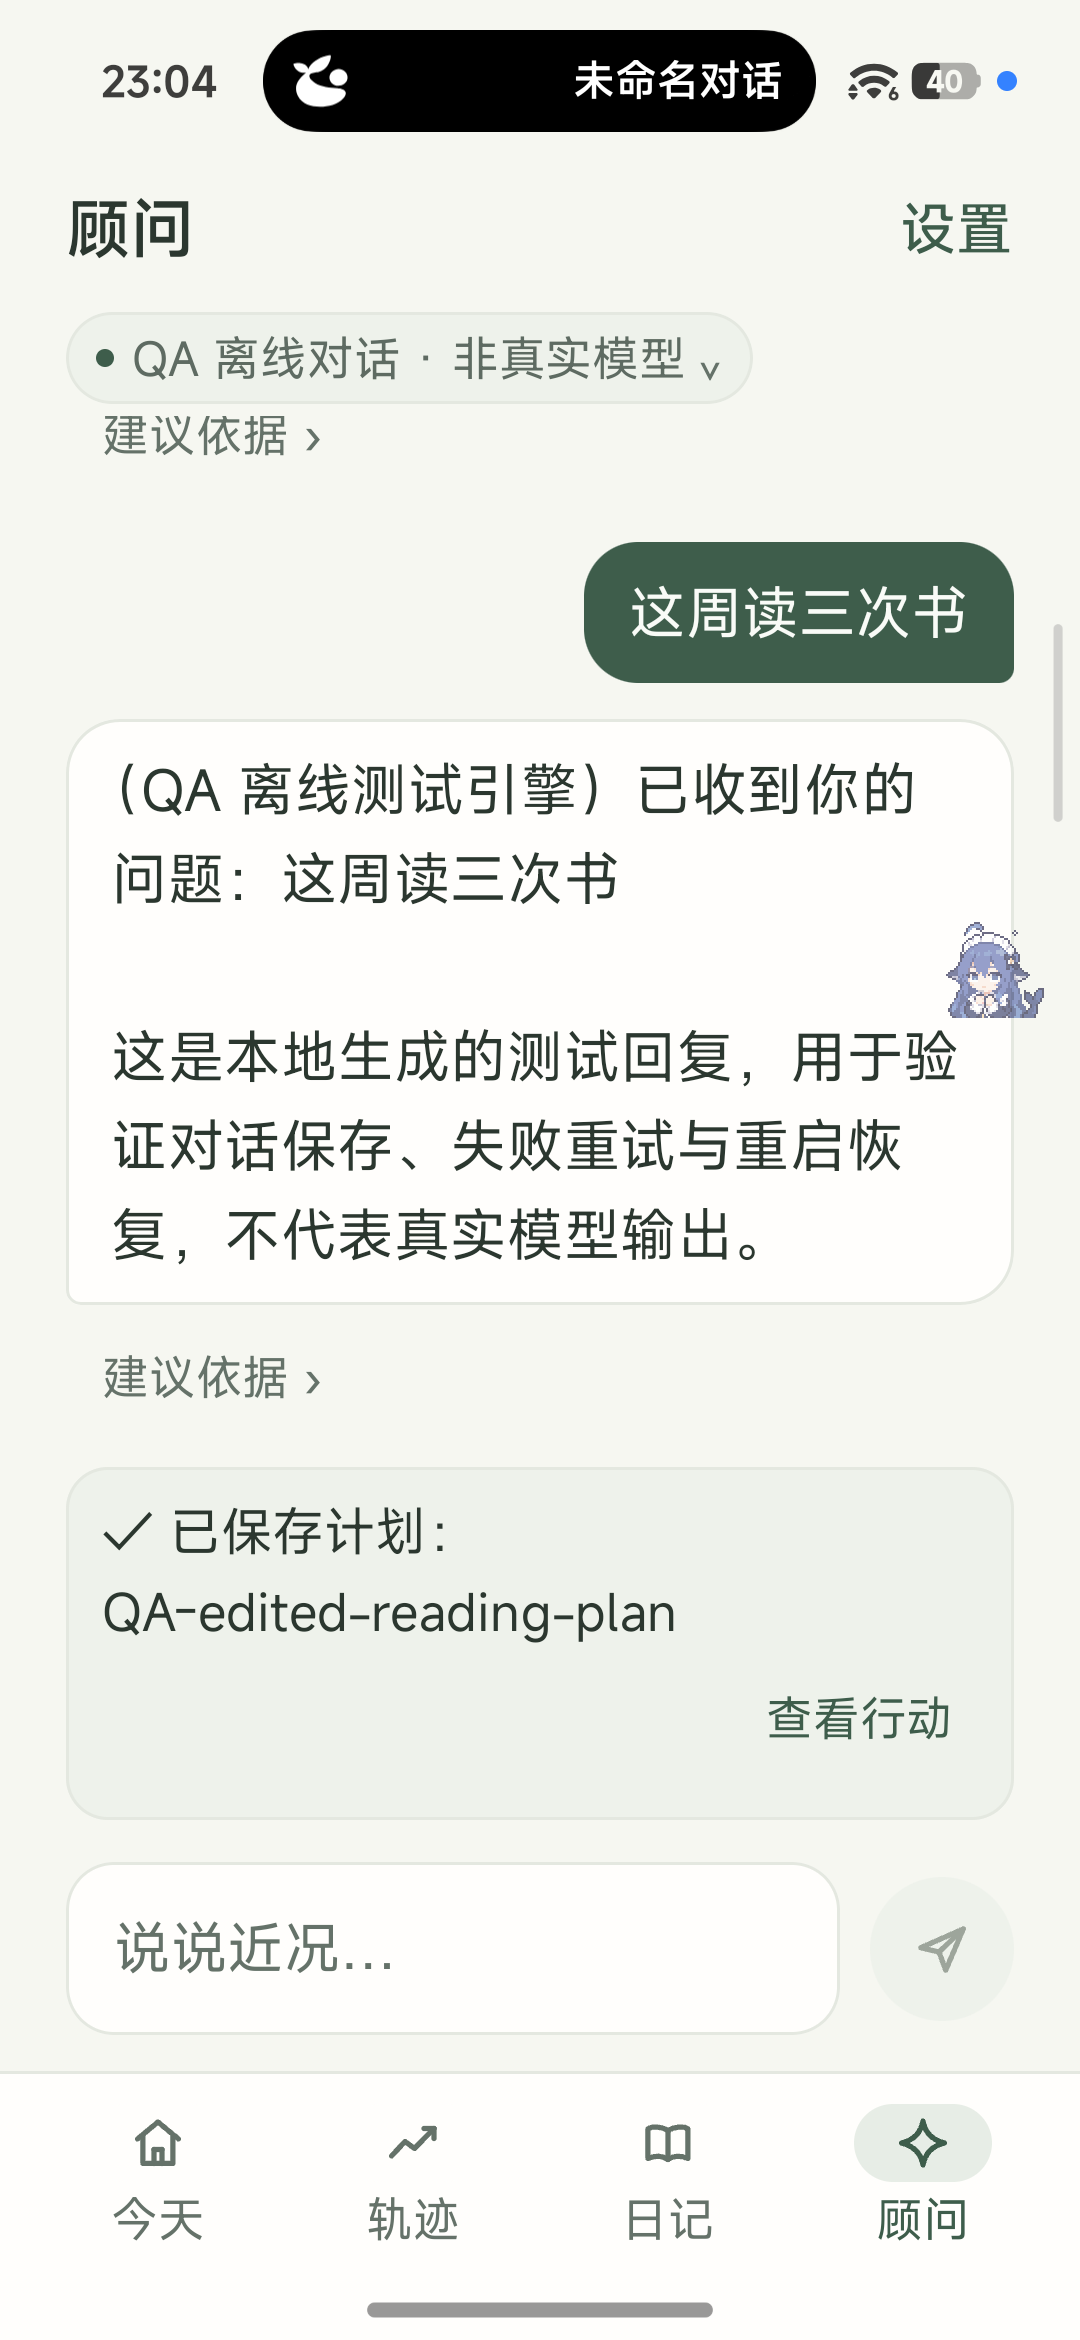 23:04
未命名对话
6
40
顾问
设置
QA 离线对话 · 非真实模型
建议依据 ›
这周读三次书
（QA 离线测试引擎）已收到你的
问题：这周读三次书
这是本地生成的测试回复，用于验
证对话保存、失败重试与重启恢
复，不代表真实模型输出。
建议依据 ›
✓ 已保存计划：
QA-edited-reading-plan
查看行动
说说近况...
今天
轨迹
日记
顾问